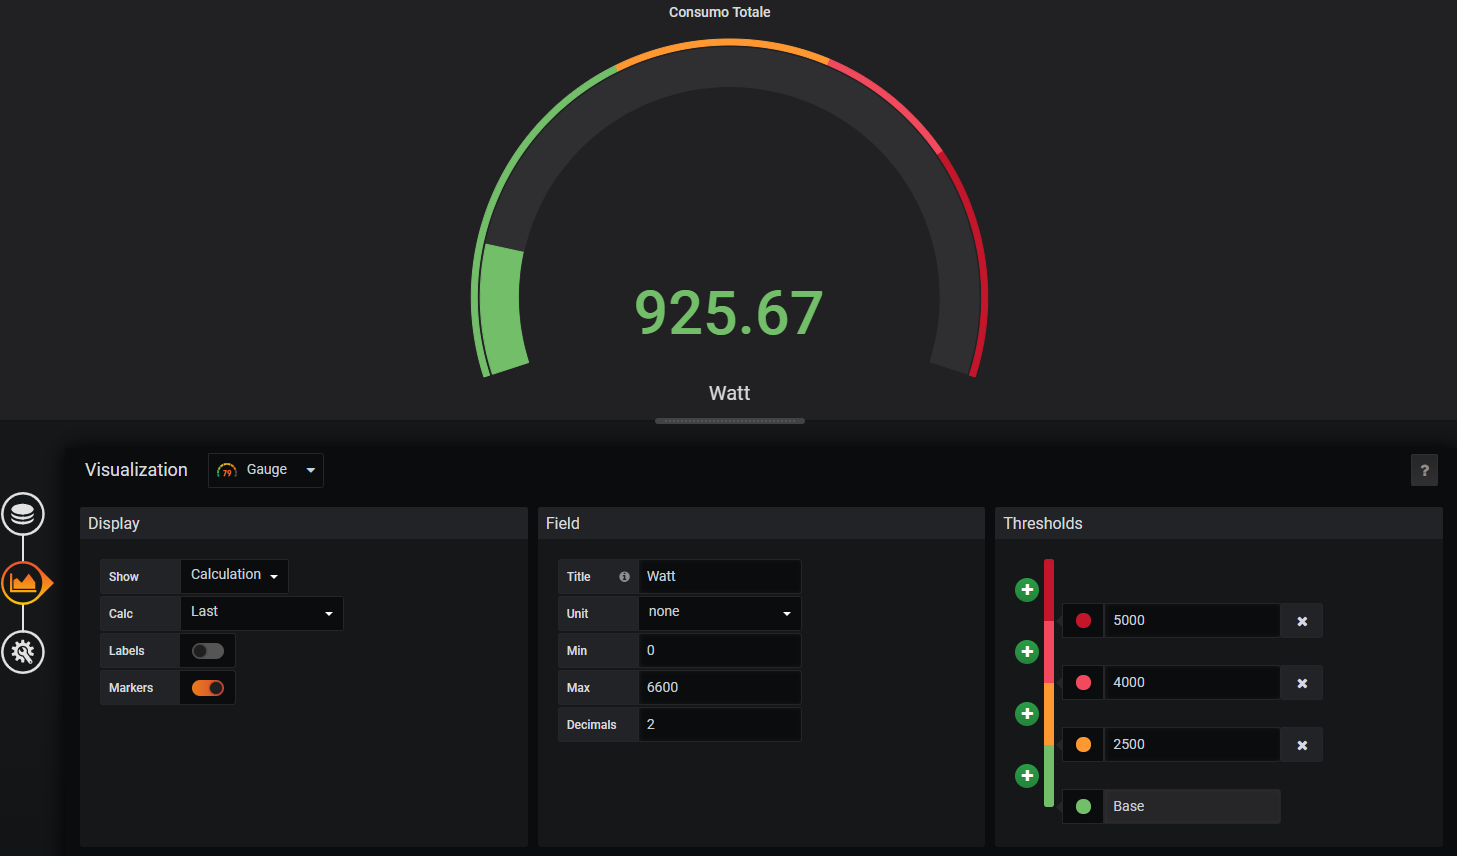 Consumo Totale
925.67
Watt
Visualization
79
Gauge
?
Display
Show
Calculation
Calc
Last
Labels
Markers
Field
Title
Watt
Unit
none
Min
0
Max
6600
Decimals
2
Thresholds
5000
4000
2500
Base